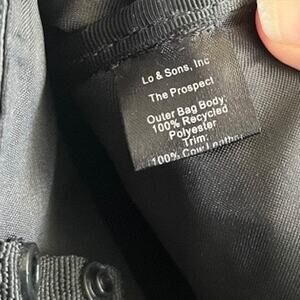 Lo & Sons, Inc
The Prospect
Outer Bag Body:
100% Recycled
Polyester
Trim:
100% Cow Leather